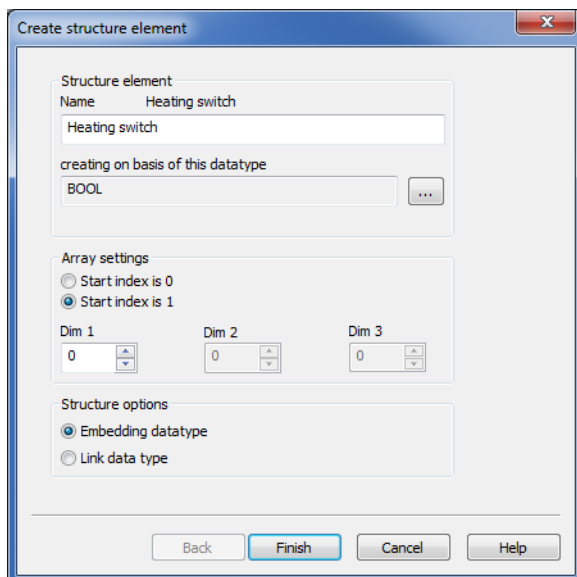 Create structure element
Structure element
Name Heating switch
Heating switch
creating on basis of this datatype
BOOL
...
Array settings
Start index is 0
Start index is 1
Dim 1 Dim 2 Dim 3
0 0 0
Structure options
Embedding datatype
Link data type
Back Finish Cancel Help